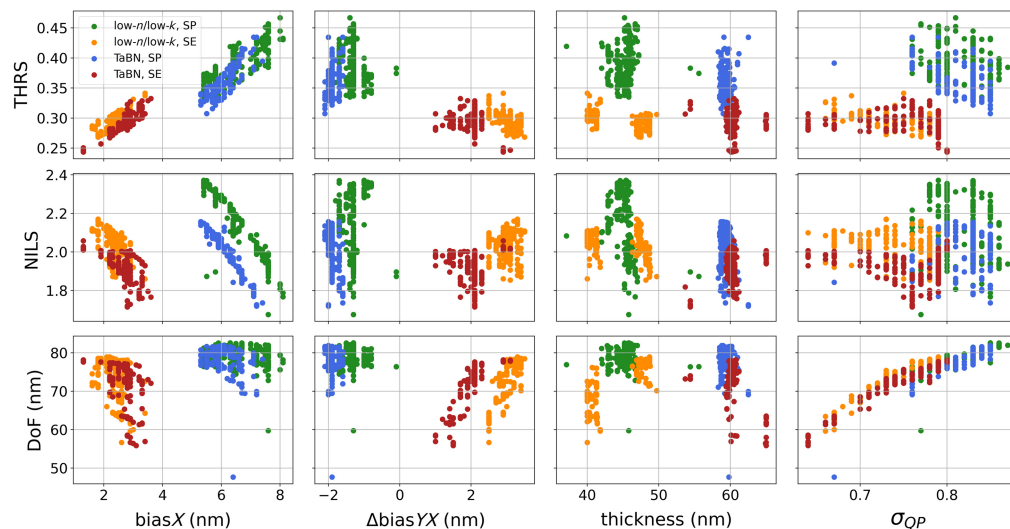 THRS
0.45
0.40
0.35
0.30
0.25
low-n/low-k, SP
low-n/low-k, SE
TaBN, SP
TaBN, SE
NILS
2.4
2.2
2.0
1.8
DoF (nm)
80
70
60
50
2 4 6 8
−2 0 2 4
40 50 60
0.7 0.8
biasX (nm)
ΔbiasYX (nm)
thickness (nm)
σQP